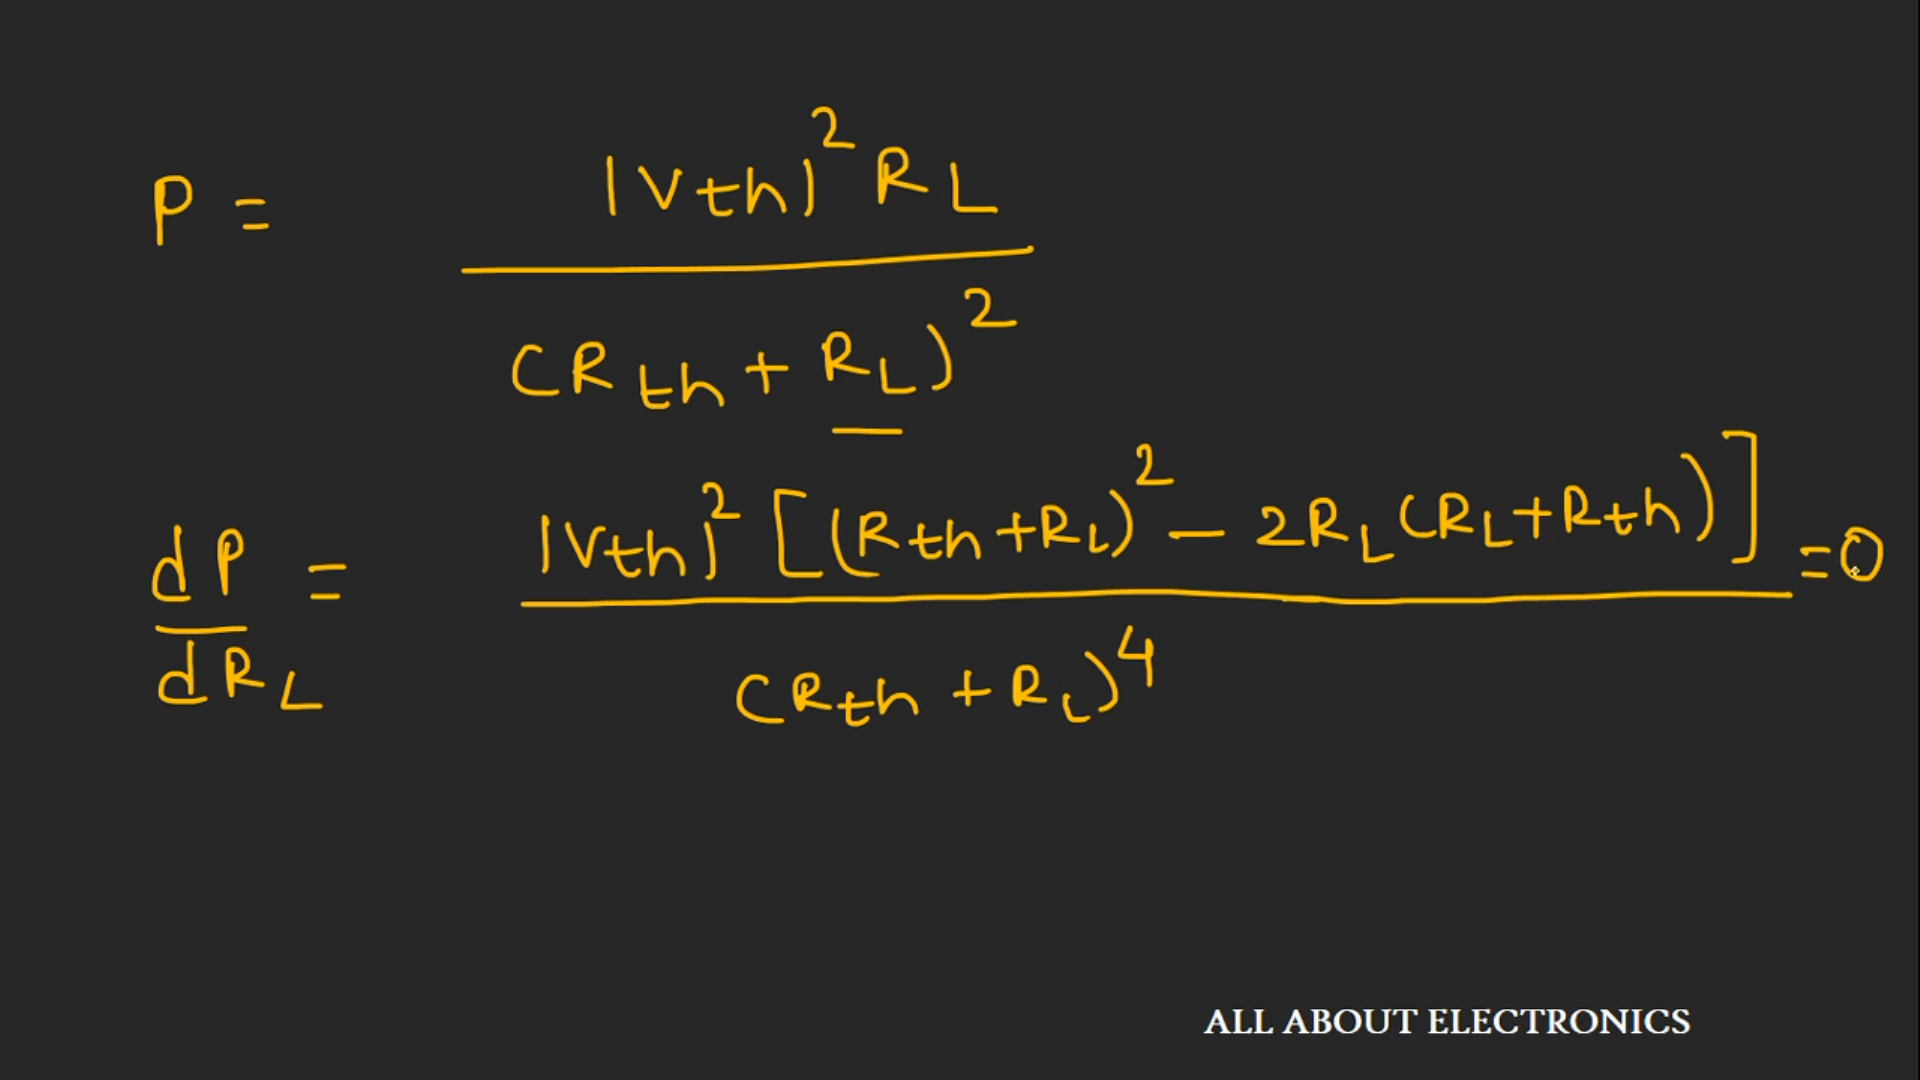 P = |Vth|² RL / (Rth + RL)²
dP/dRL = |Vth|² [(Rth + RL)² - 2RL (RL + Rth)] / (Rth + RL)⁴ = 0
ALL ABOUT ELECTRONICS